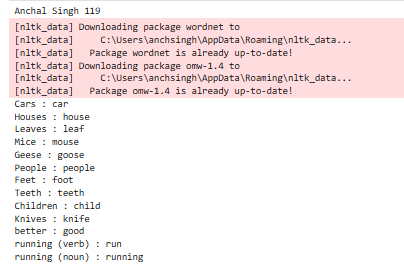 Anchal Singh 119
[nltk_data] Downloading package wordnet to
[nltk_data]     C:\Users\anchsingh\AppData\Roaming\nltk_data...
[nltk_data]   Package wordnet is already up-to-date!
[nltk_data] Downloading package omw-1.4 to
[nltk_data]     C:\Users\anchsingh\AppData\Roaming\nltk_data...
[nltk_data]   Package omw-1.4 is already up-to-date!
Cars : car
Houses : house
Leaves : leaf
Mice : mouse
Geese : goose
People : people
Feet : foot
Teeth : teeth
Children : child
Knives : knife
better : good
running (verb) : run
running (noun) : running